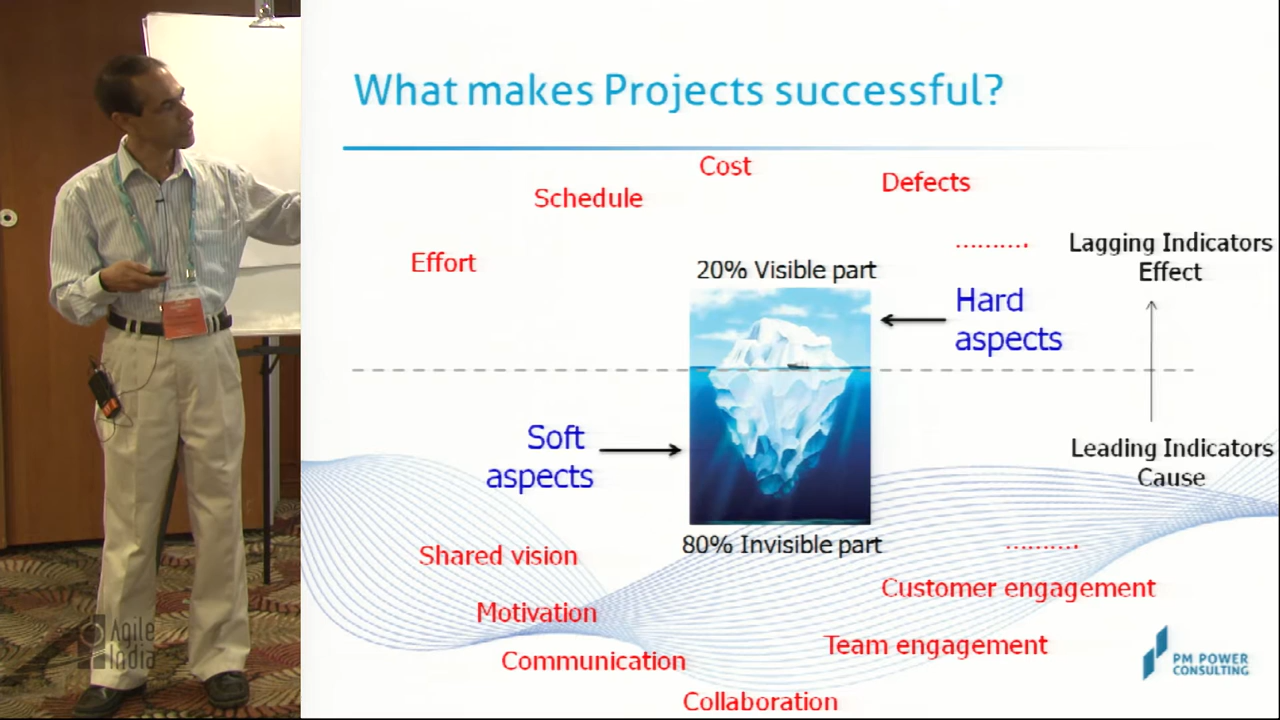 What makes Projects successful?
Cost
Defects
Schedule
..........
Lagging Indicators
Effect
Effort
20% Visible part
Hard
aspects
Soft
aspects
Leading Indicators
Cause
80% Invisible part
..........
Shared vision
Customer engagement
Motivation
Team engagement
Communication
Collaboration
Agile
India
PM POWER
CONSULTING